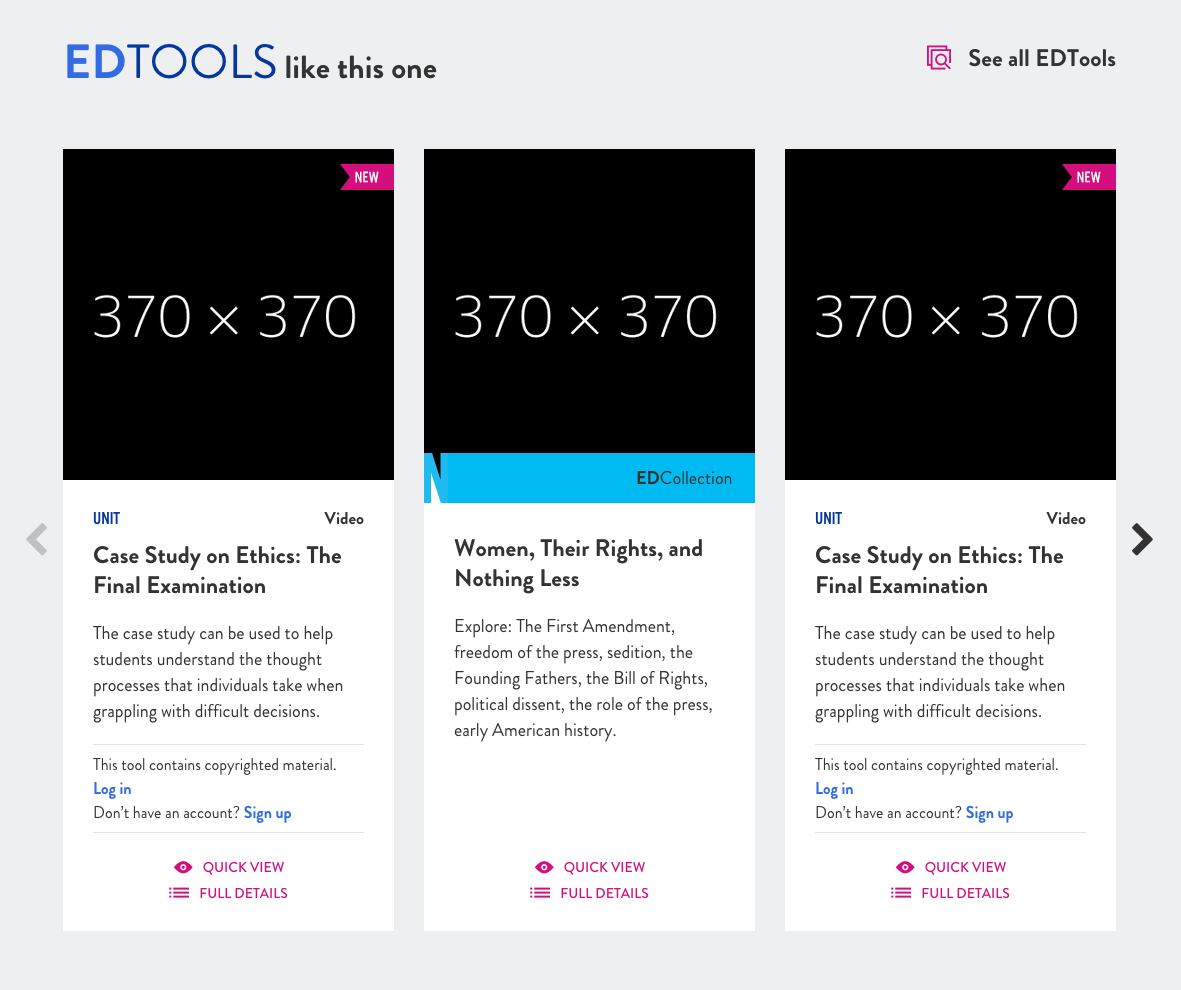 EDTOOLS like this one
See all EDTools
NEW
370 × 370
UNIT
Video
Case Study on Ethics: The
Final Examination
The case study can be used to help
students understand the thought
processes that individuals take when
grappling with difficult decisions.
This tool contains copyrighted material.
Log in
Don’t have an account? Sign up
QUICK VIEW
FULL DETAILS
370 × 370
EDCollection
Women, Their Rights, and
Nothing Less
Explore: The First Amendment,
freedom of the press, sedition, the
Founding Fathers, the Bill of Rights,
political dissent, the role of the press,
early American history.
QUICK VIEW
FULL DETAILS
NEW
370 × 370
UNIT
Video
Case Study on Ethics: The
Final Examination
The case study can be used to help
students understand the thought
processes that individuals take when
grappling with difficult decisions.
This tool contains copyrighted material.
Log in
Don’t have an account? Sign up
QUICK VIEW
FULL DETAILS